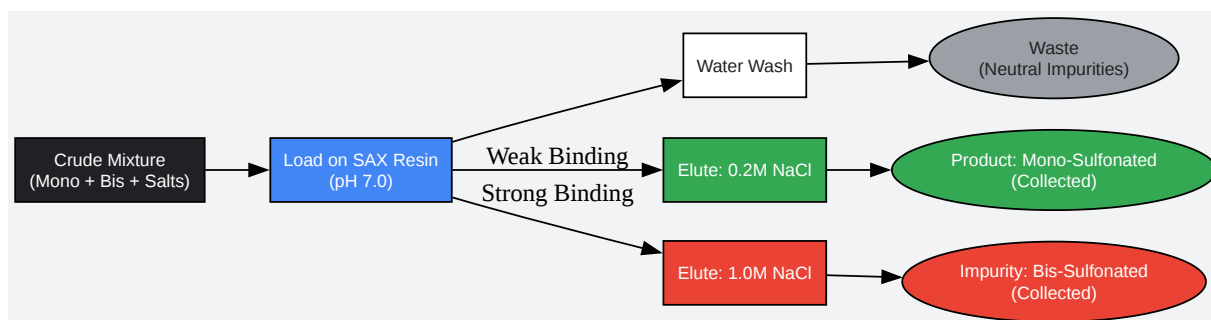 Crude Mixture
(Mono + Bis + Salts)
Load on SAX Resin
(pH 7.0)
Water Wash
Waste
(Neutral Impurities)
Weak Binding
Elute: 0.2M NaCl
Product: Mono-Sulfonated
(Collected)
Strong Binding
Elute: 1.0M NaCl
Impurity: Bis-Sulfonated
(Collected)